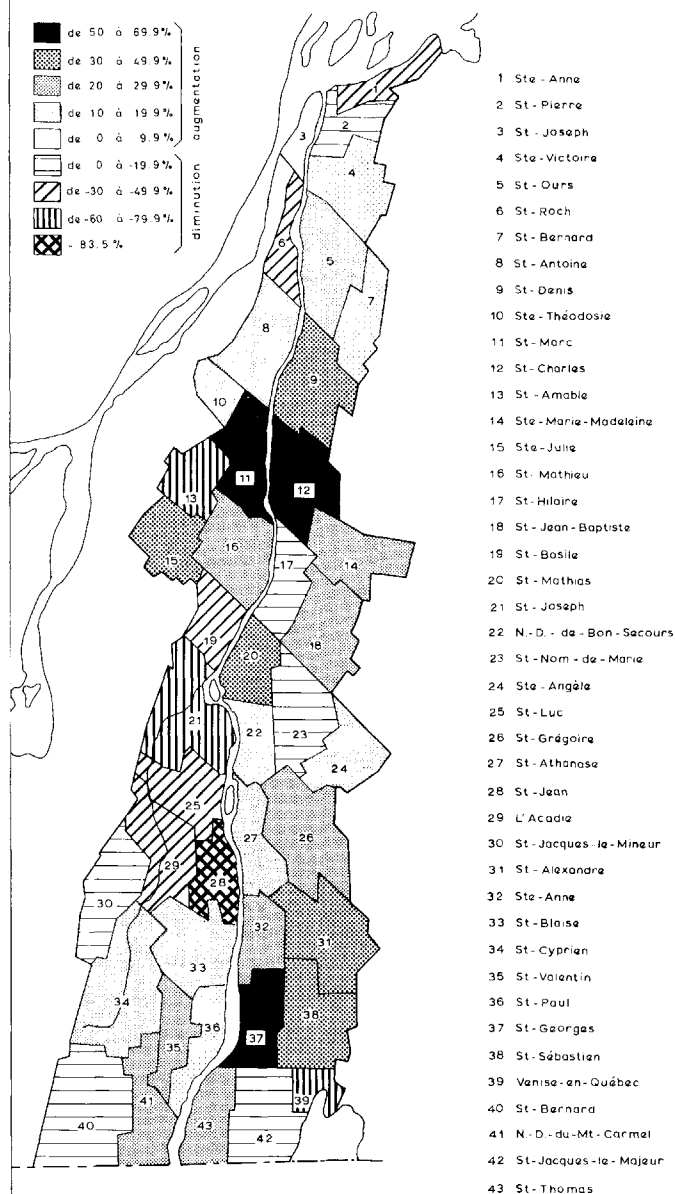 de 50 à 69.9%
de 30 à 49.9%
de 20 à 29.9%
de 10 à 19.9%
de 0 à 9.9%
augmentation
de 0 à -19.9%
de -30 à -49.9%
de -60 à -79.9%
- 83.5 %
diminution
1 Ste-Anne
2 St-Pierre
3 St-Joseph
4 Ste-Victoire
5 St-Ours
6 St-Roch
7 St-Bernard
8 St-Antoine
9 St-Denis
10 Ste-Théodosie
11 St-Marc
12 St-Charles
13 St-Amable
14 Ste-Marie-Madeleine
15 Ste-Julie
16 St-Mathieu
17 St-Hilaire
18 St-Jean-Baptiste
19 St-Basile
20 St-Mathias
21 St-Joseph
22 N.-D.-de-Bon-Secours
23 St-Nom-de-Marie
24 Ste-Angèle
25 St-Luc
26 St-Grégoire
27 St-Athanase
28 St-Jean
29 L'Acadie
30 St-Jacques-le-Mineur
31 St-Alexandre
32 Ste-Anne
33 St-Blaise
34 St-Cyprien
35 St-Valentin
36 St-Paul
37 St-Georges
38 St-Sébastien
39 Venise-en-Québec
40 St-Bernard
41 N.-D.-du-Mt-Carmel
42 St-Jacques-le-Majeur
43 St-Thomas
1
2
3
4
5
6
7
8
9
10
11
12
13
14
15
16
17
18
19
20
21
22
23
24
25
26
27
28
29
30
31
32
33
34
35
36
37
38
39
40
41
42
43